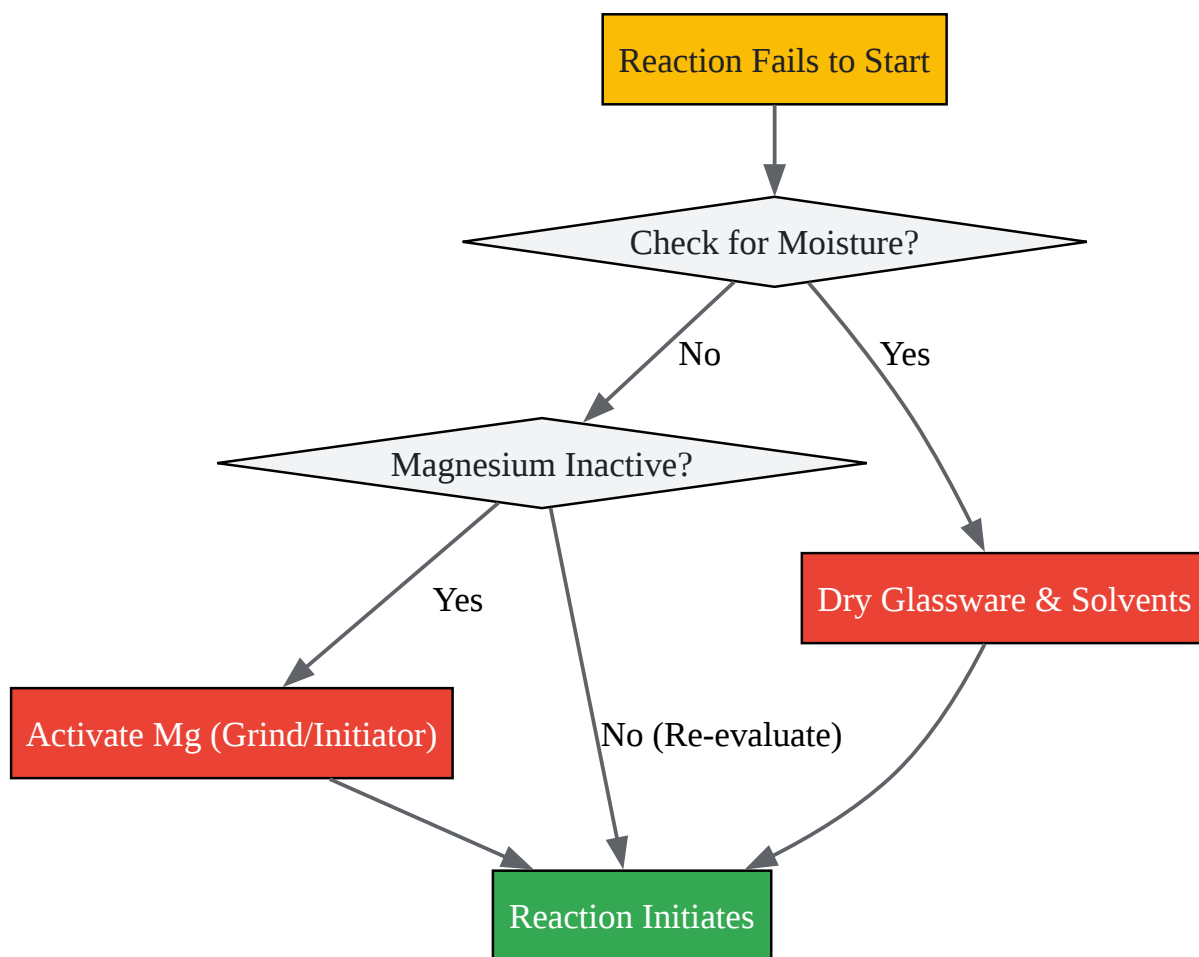 Reaction Fails to Start
Check for Moisture?
No
Yes
Magnesium Inactive?
Yes
Dry Glassware & Solvents
Activate Mg (Grind/Initiator)
No (Re-evaluate)
Reaction Initiates